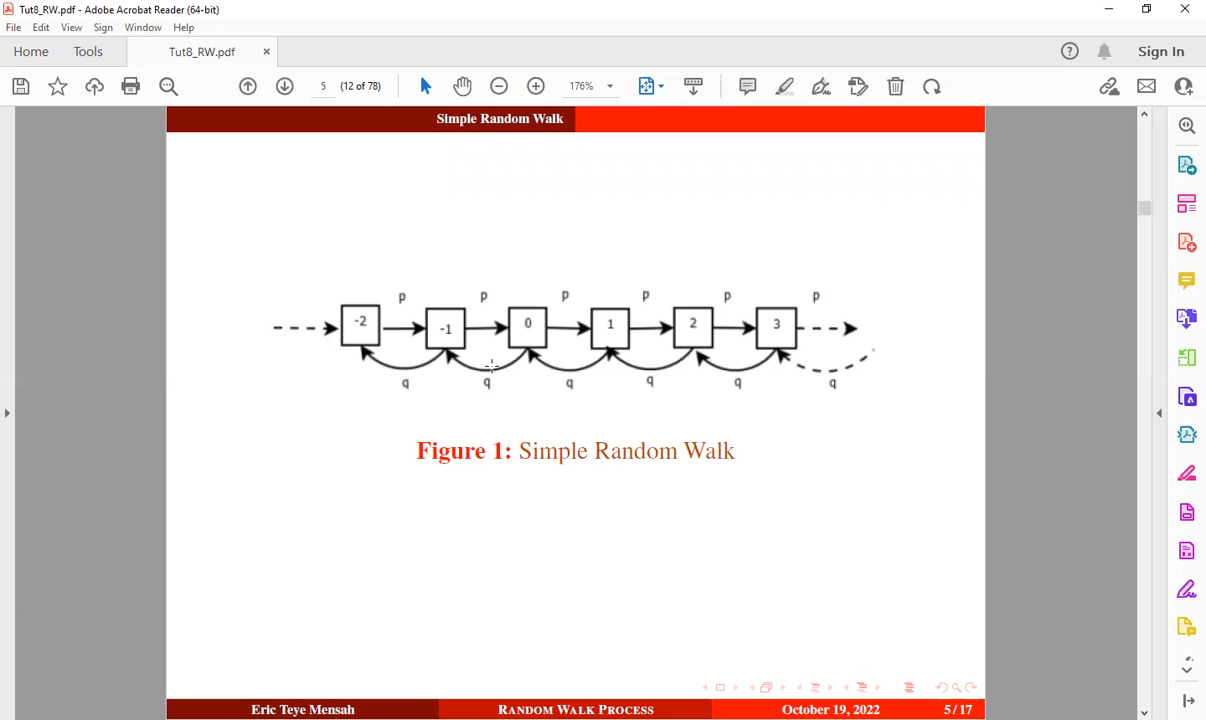 Tut8_RW.pdf - Adobe Acrobat Reader (64-bit)
File Edit View Sign Window Help
Home Tools Tut8_RW.pdf × Sign In
5 (12 of 78) 176%
Simple Random Walk
p p p p p p
-2 -1 0 1 2 3
q q q q q q
Figure 1: Simple Random Walk
Eric Teye Mensah RANDOM WALK PROCESS October 19, 2022 5 / 17